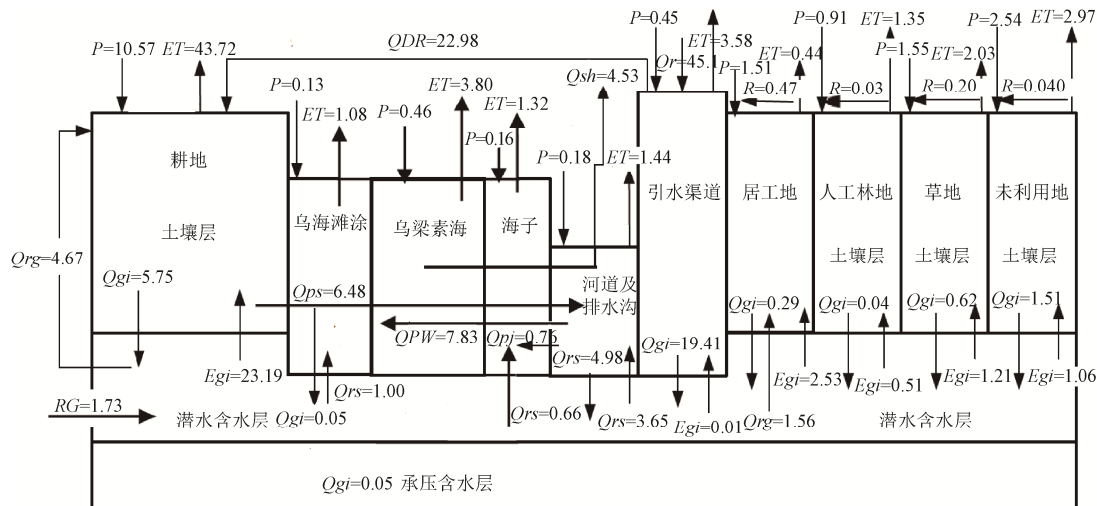 P=10.57
ET=43.72
QDR=22.98
P=0.45
ET=3.58
Qr=45.1
P=1.51
ET=0.44
P=0.91
ET=1.35
P=1.55
ET=2.03
P=2.54
ET=2.97
P=0.13
ET=1.08
P=0.46
ET=3.80
Qsh=4.53
ET=1.32
P=0.16
P=0.18
ET=1.44
R=0.47
R=0.03
R=0.20
R=0.040
耕地
土壤层
乌海滩涂
乌梁素海
海子
河道及
排水沟
引水渠道
居工地
人工林地
土壤层
草地
土壤层
未利用地
土壤层
Qrg=4.67
Qgi=5.75
Qps=6.48
QPW=7.83
Qpj=0.76
Qrs=4.98
Qgi=19.41
Qgi=0.29
Qgi=0.04
Qgi=0.62
Qgi=1.51
Egi=23.19
Qrs=1.00
Egi=2.53
Egi=0.51
Egi=1.21
Egi=1.06
RG=1.73
潜水含水层
Qgi=0.05
Qrs=0.66
Qrs=3.65
Egi=0.01
Qrg=1.56
潜水含水层
Qgi=0.05 承压含水层